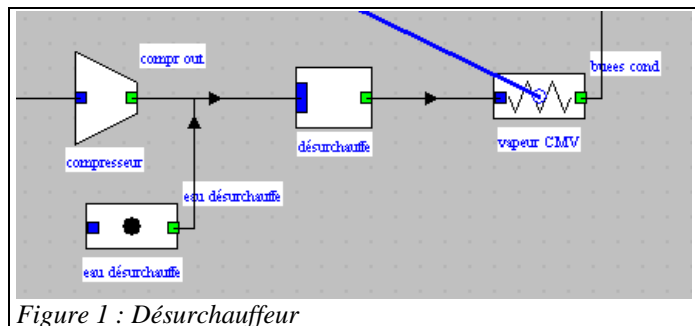 compr out
buees cond
compresseur
désurchauffe
vapeur CMV
eau désurchauffe
eau désurchauffe
Figure 1 : Désurchauffeur